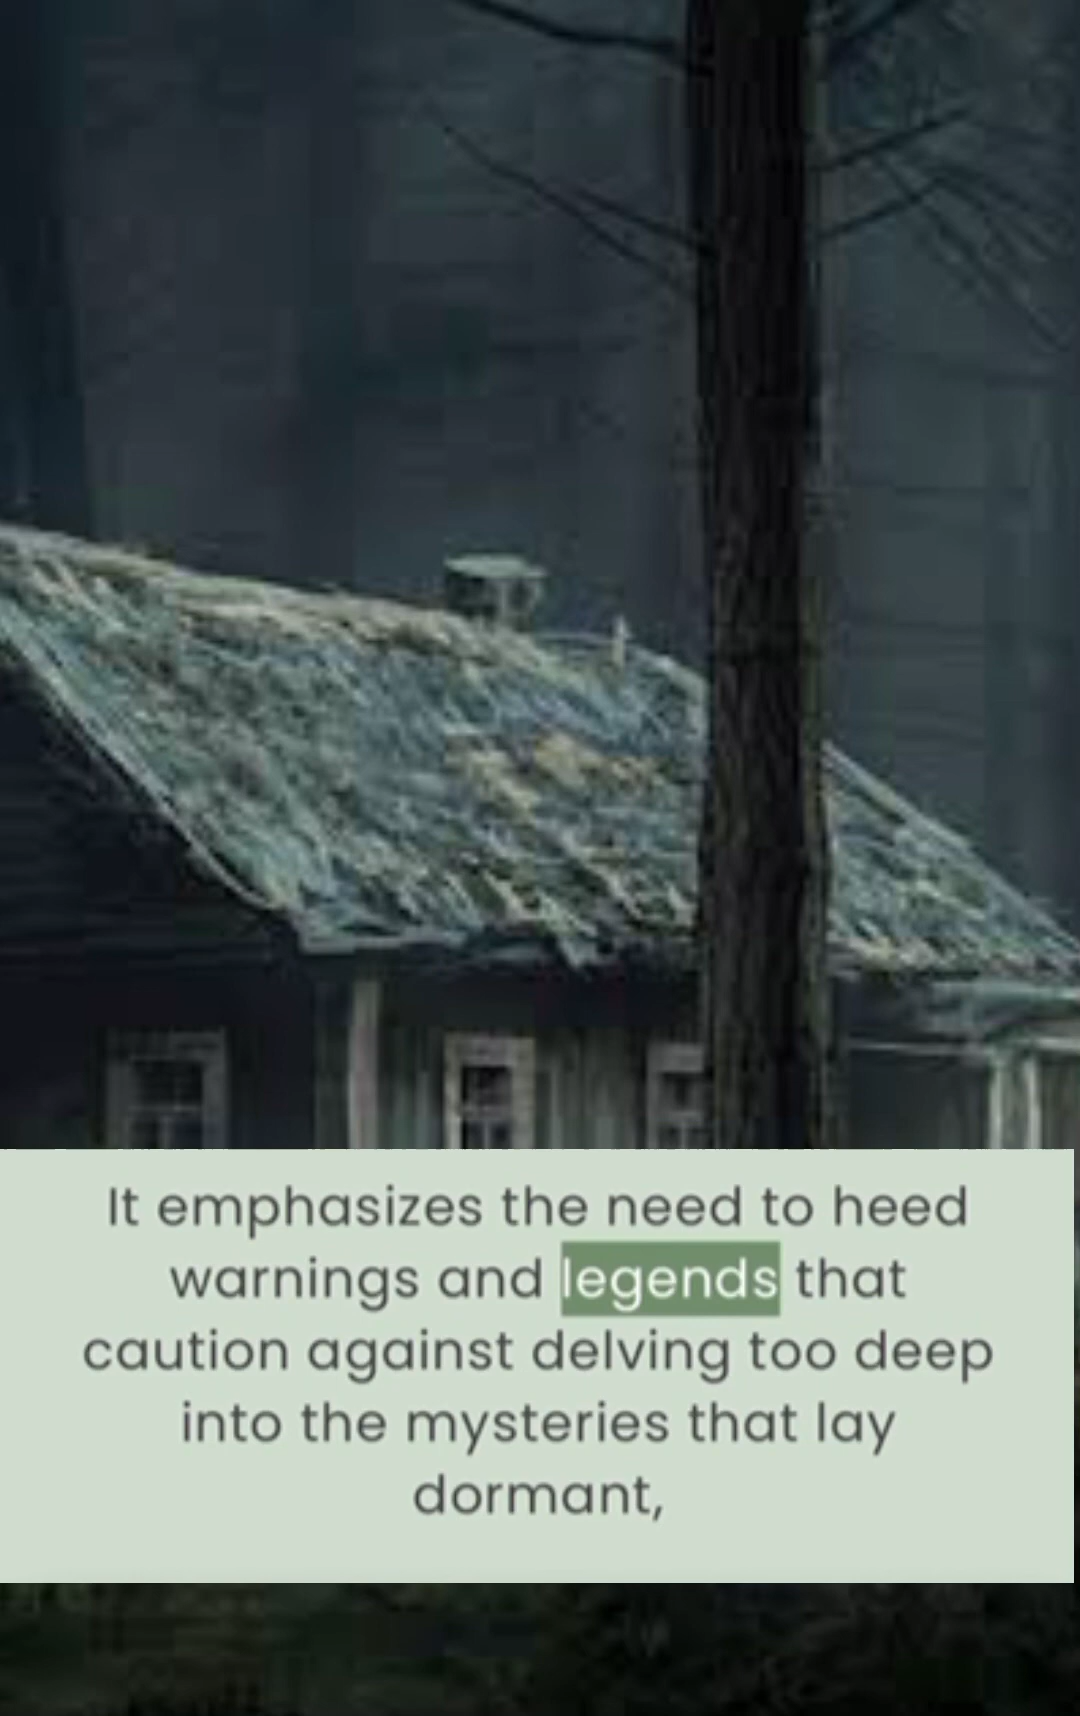 It emphasizes the need to heed
warnings and legends that
caution against delving too deep
into the mysteries that lay
dormant,